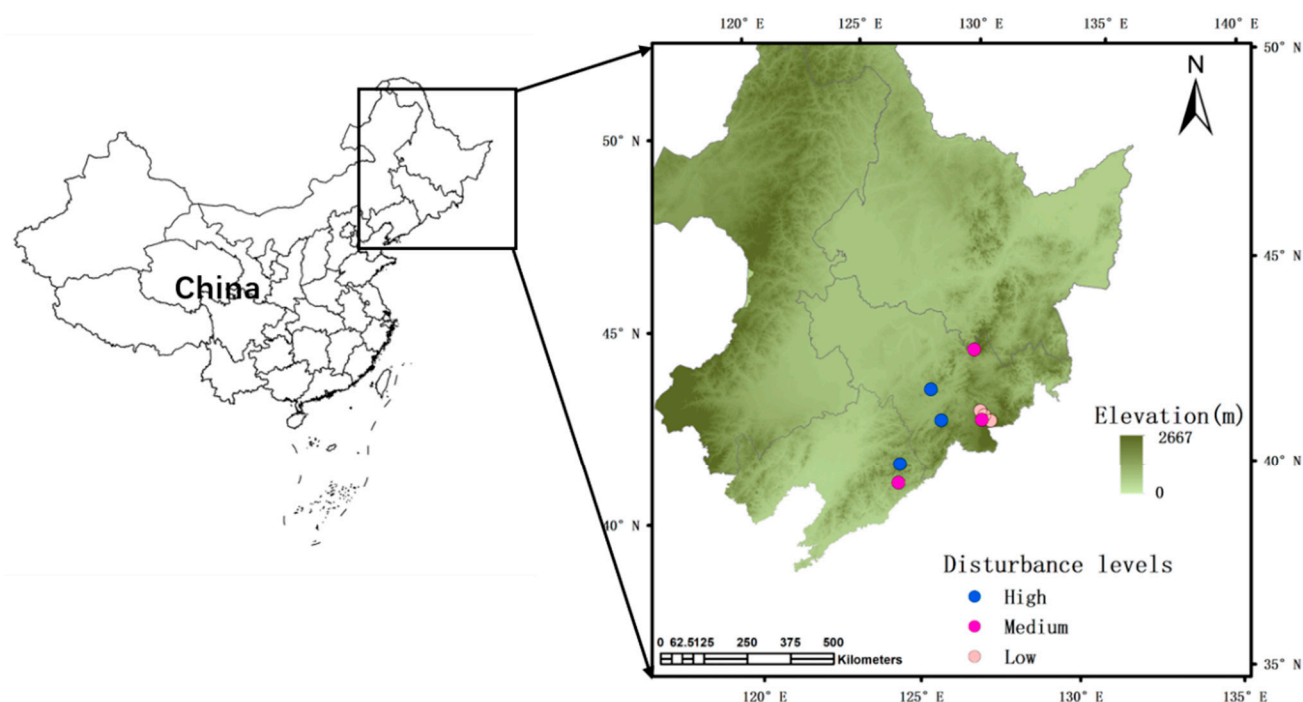 120° E 125° E 130° E 135° E 140° E
50° N
N
50° N
45° N
China
45° N
Elevation(m)
2667
0
40° N
40° N
Disturbance levels
High
Medium
Low
0 62.5125 250 375 500
Kilometers
35° N
120° E 125° E 130° E
135° E